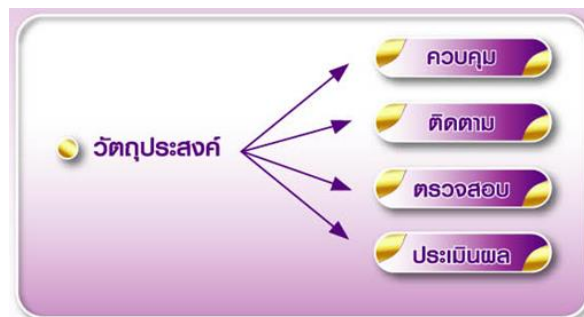 วัตถุประสงค์
ควบคุม
ติดตาม
ตรวจสอบ
ประเมินผล